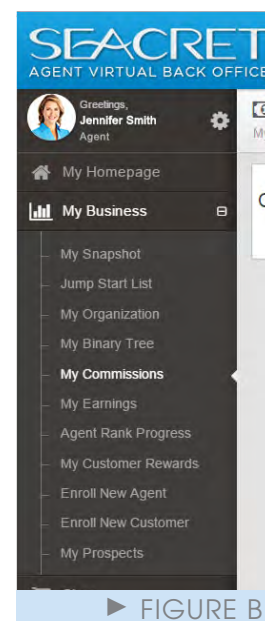 SEACRET
AGENT VIRTUAL BACK OFFICE
Greetings,
Jennifer Smith
Agent
My Homepage
My Business
My Snapshot
Jump Start List
My Organization
My Binary Tree
My Commissions
My Earnings
Agent Rank Progress
My Customer Rewards
Enroll New Agent
Enroll New Customer
My Prospects
FIGURE B